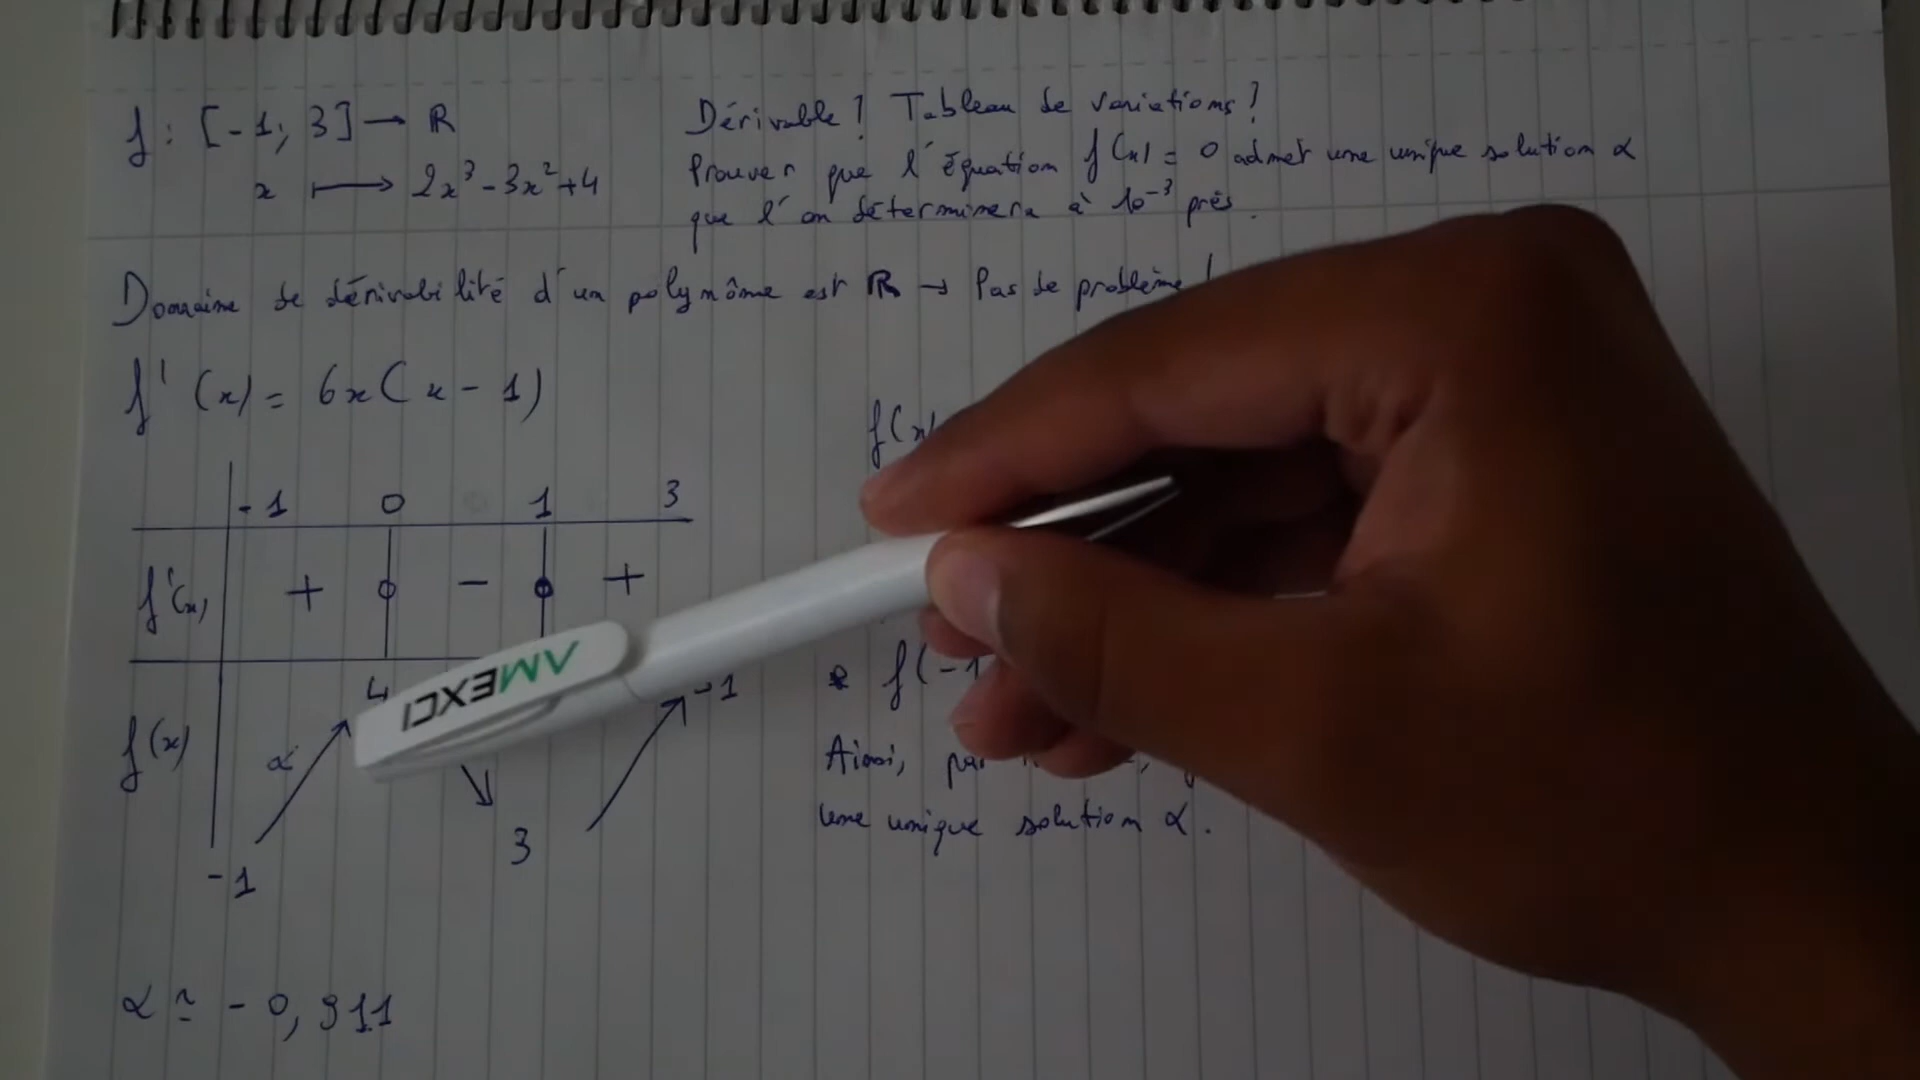 f : [-1; 3] → ℝ
x ⟼ 2x³-3x²+4
Dérivable? Tableau de variations?
Prouver que l'équation f(x) = 0 admet une unique solution α
que l'on déterminera à 10⁻³ près.
Domaine de dérivabilité d'un polynôme est ℝ → Pas de problème!
f'(x) = 6x(x-1)
-1 0 1 3
f'(x) + 0 - 0 +
4 -1
f(x) α
3
-1
α ≃ -0,911
f(x)
• f(-1
Ainsi, par
une unique solution α.
AMEXCI